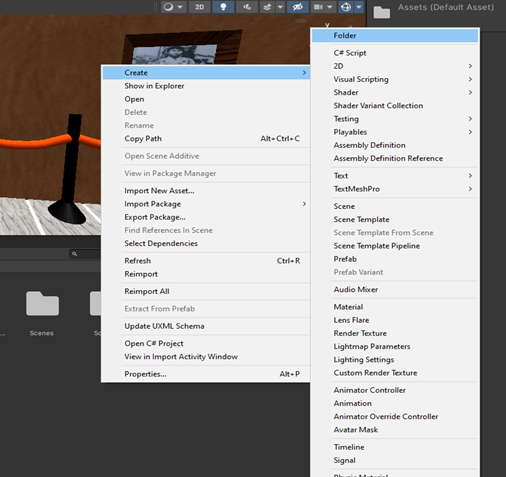 2D
Assets (Default Asset)
Create
Show in Explorer
Open
Delete
Rename
Copy Path Alt+Ctrl+C
Open Scene Additive
View in Package Manager
Import New Asset...
Import Package
Export Package...
Find References In Scene
Select Dependencies
Refresh Ctrl+R
Reimport
Reimport All
Extract From Prefab
Update UXML Schema
Open C# Project
View in Import Activity Window
Properties... Alt+P
Folder
C# Script
2D
Visual Scripting
Shader
Shader Variant Collection
Testing
Playables
Assembly Definition
Assembly Definition Reference
Text
TextMeshPro
Scene
Scene Template
Scene Template From Scene
Scene Template Pipeline
Prefab
Prefab Variant
Audio Mixer
Material
Lens Flare
Render Texture
Lightmap Parameters
Lighting Settings
Custom Render Texture
Animator Controller
Animation
Animator Override Controller
Avatar Mask
Timeline
Signal
Scenes